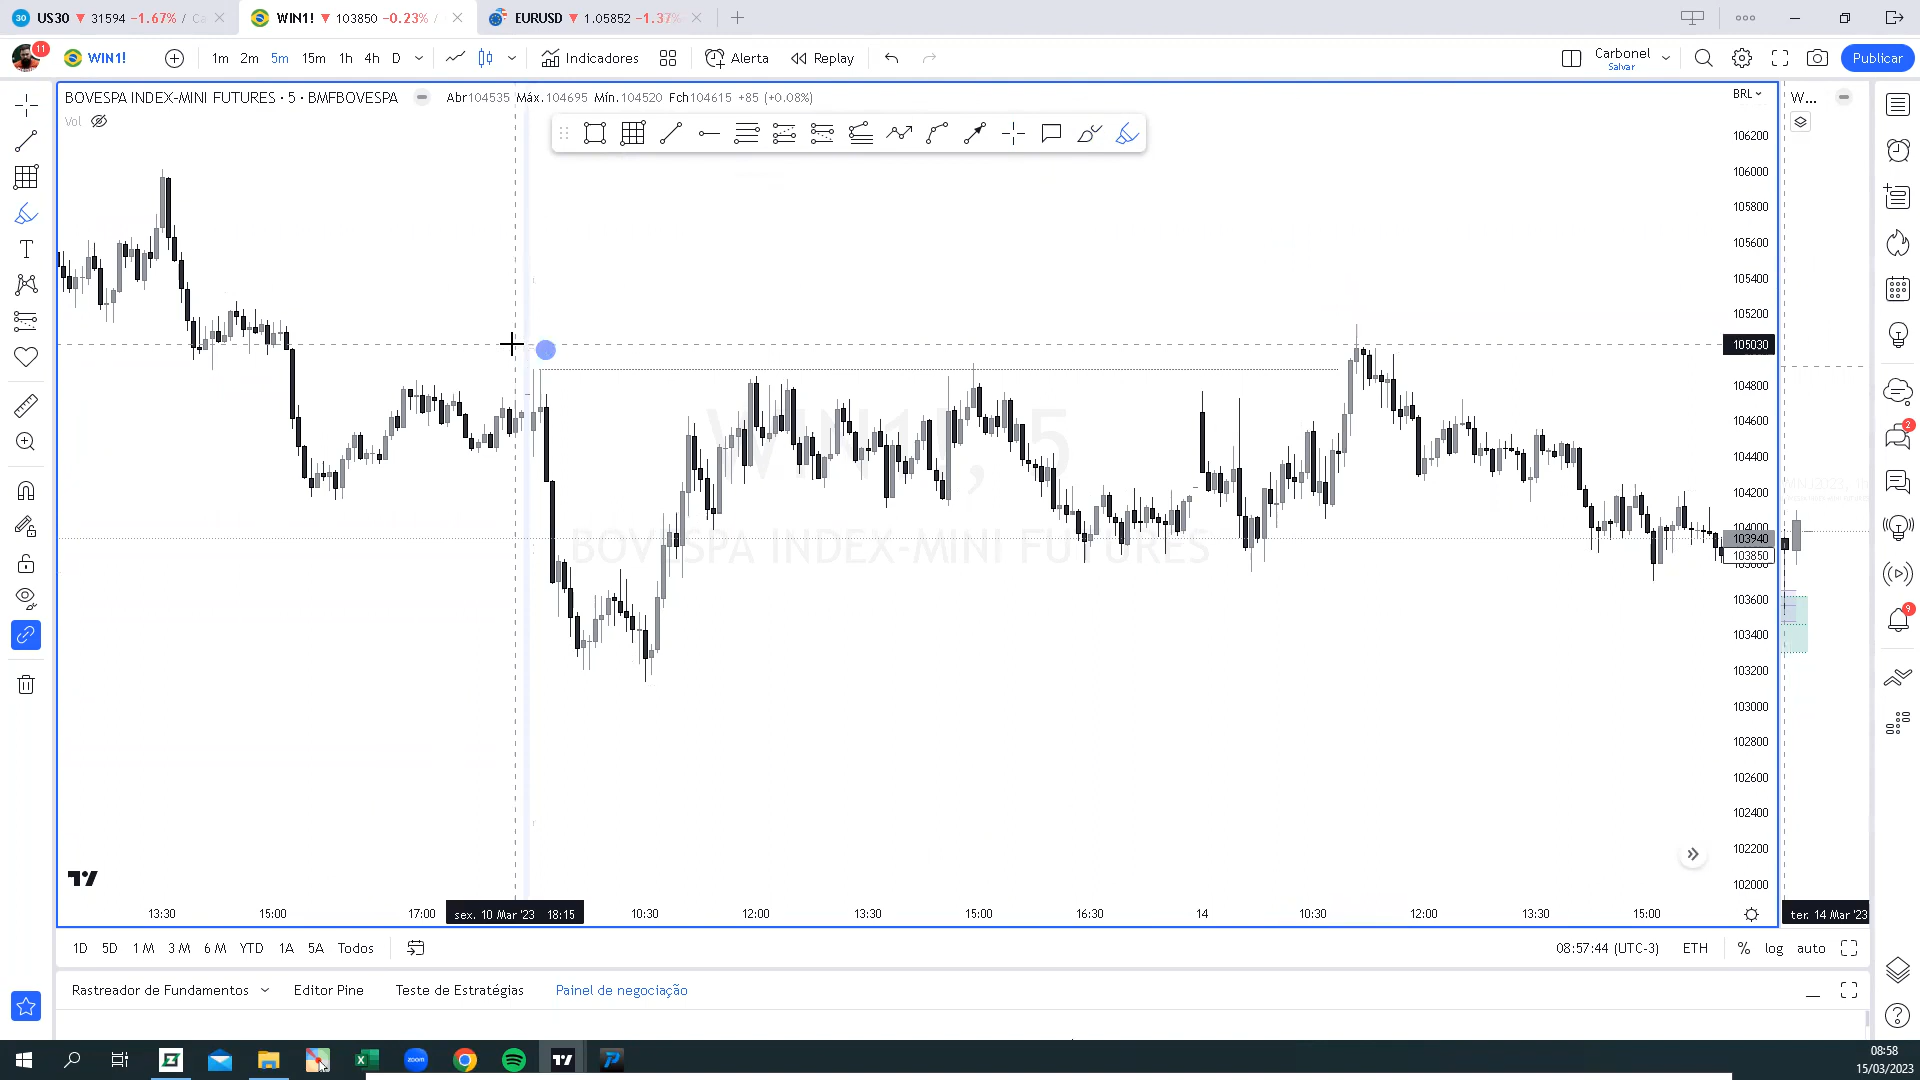 30 US30 31594 −1.67% /
WIN1! 103850 −0.23% /
EURUSD 1.05852 −1.37%
11 WIN1! 1m 2m 5m 15m 1h 4h D Indicadores Alerta Replay Carbonel Salvar Publicar
BOVESPA INDEX-MINI FUTURES · 5 · BMFBOVESPA Abr104535 Máx.104695 Mín.104520 Fch104615 +85 (+0.08%)
BRL
W...
Vol
WIN1!, 5
BOVESPA INDEX-MINI FUTURES
106200
106000
105800
105600
105400
105200
105030
104800
104600
104400
104200
104000
103940
103850
103600
103400
103200
103000
102800
102600
102400
102200
102000
2
9
13:30 15:00 17:00 sex. 10 Mar '23 18:15 10:30 12:00 13:30 15:00 16:30 14 10:30 12:00 13:30 15:00
ter. 14 Mar '23
1D 5D 1M 3M 6M YTD 1A 5A Todos
08:57:44 (UTC-3) ETH % log auto
Rastreador de Fundamentos Editor Pine Teste de Estratégias Painel de negociação
zoom
08:58
15/03/2023